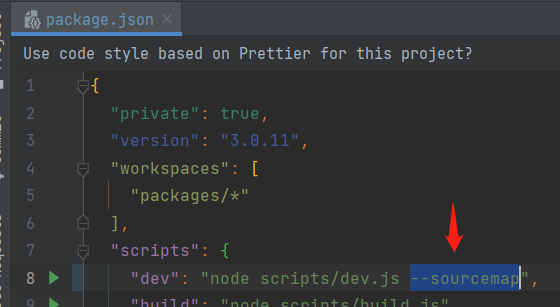 package.json
Use code style based on Prettier for this project?
1 {
2 "private": true,
3 "version": "3.0.11",
4 "workspaces": [
5 "packages/*"
6 ],
7 "scripts": {
8 "dev": "node scripts/dev.js --sourcemap",
9 "build": "node scripts/build.js"